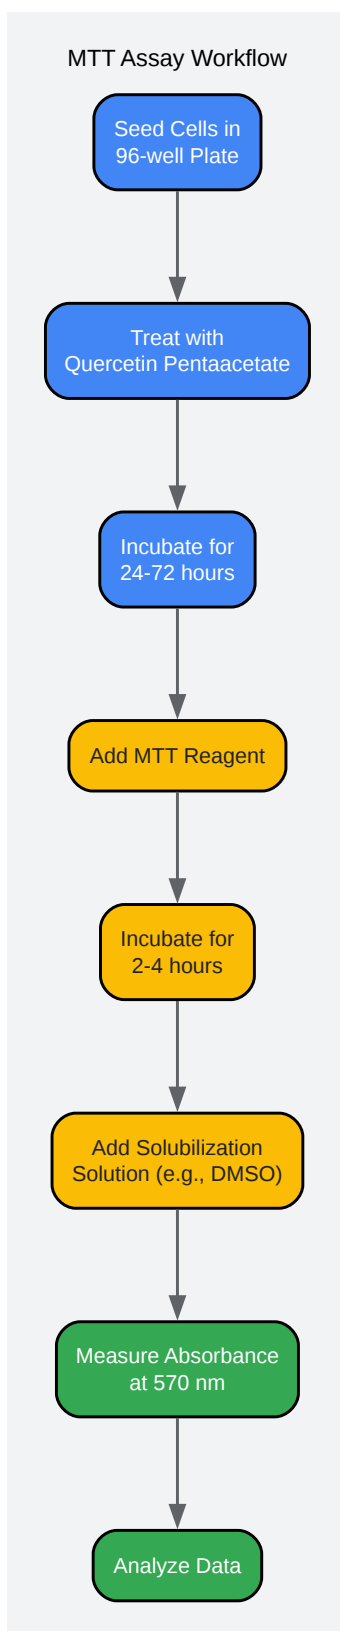 MTT Assay Workflow
Seed Cells in
96-well Plate
Treat with
Quercetin Pentaacetate
Incubate for
24-72 hours
Add MTT Reagent
Incubate for
2-4 hours
Add Solubilization
Solution (e.g., DMSO)
Measure Absorbance
at 570 nm
Analyze Data